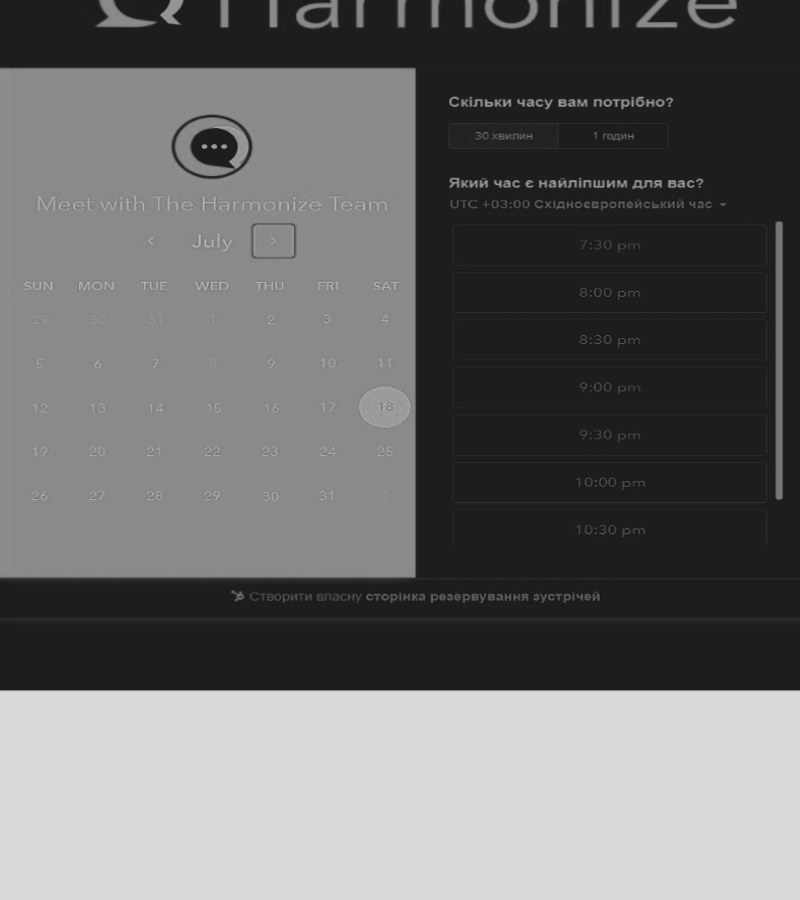 Harmonize
Meet with The Harmonize Team
July
SUN MON TUE WED THU FRI SAT
29 30 31 1 2 3 4
5 6 7 8 9 10 11
12 13 14 15 16 17 18
19 20 21 22 23 24 25
26 27 28 29 30 31 1
Скільки часу вам потрібно?
30 хвилин 1 годин
Який час є найліпшим для вас?
UTC +03:00 Східноєвропейський час
7:30 pm
8:00 pm
8:30 pm
9:00 pm
9:30 pm
10:00 pm
10:30 pm
Створити власну сторінка резервування зустрічей